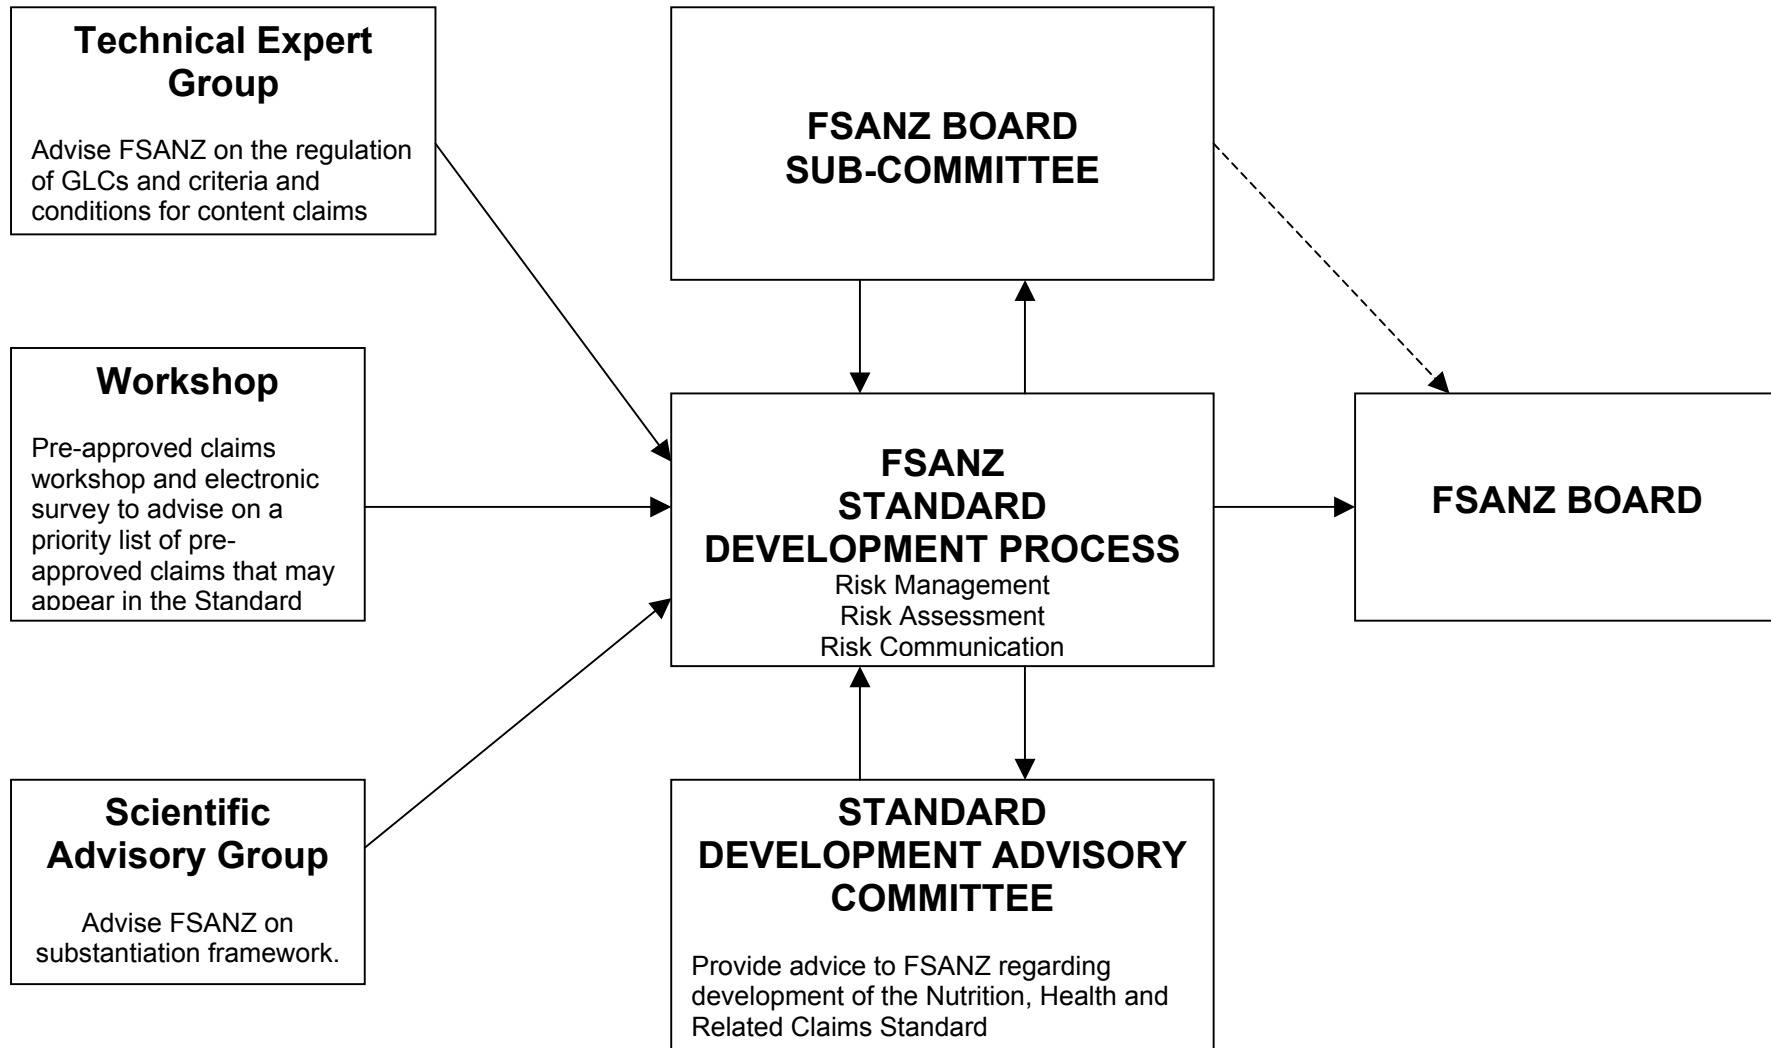 Technical Expert
Group
Advise FSANZ on the regulation
of GLCs and criteria and
conditions for content claims
FSANZ BOARD
SUB-COMMITTEE
Workshop
Pre-approved claims
workshop and electronic
survey to advise on a
priority list of pre-
approved claims that may
appear in the Standard
FSANZ
STANDARD
DEVELOPMENT PROCESS
Risk Management
Risk Assessment
Risk Communication
FSANZ BOARD
Scientific
Advisory Group
Advise FSANZ on
substantiation framework.
STANDARD
DEVELOPMENT ADVISORY
COMMITTEE
Provide advice to FSANZ regarding
development of the Nutrition, Health and
Related Claims Standard